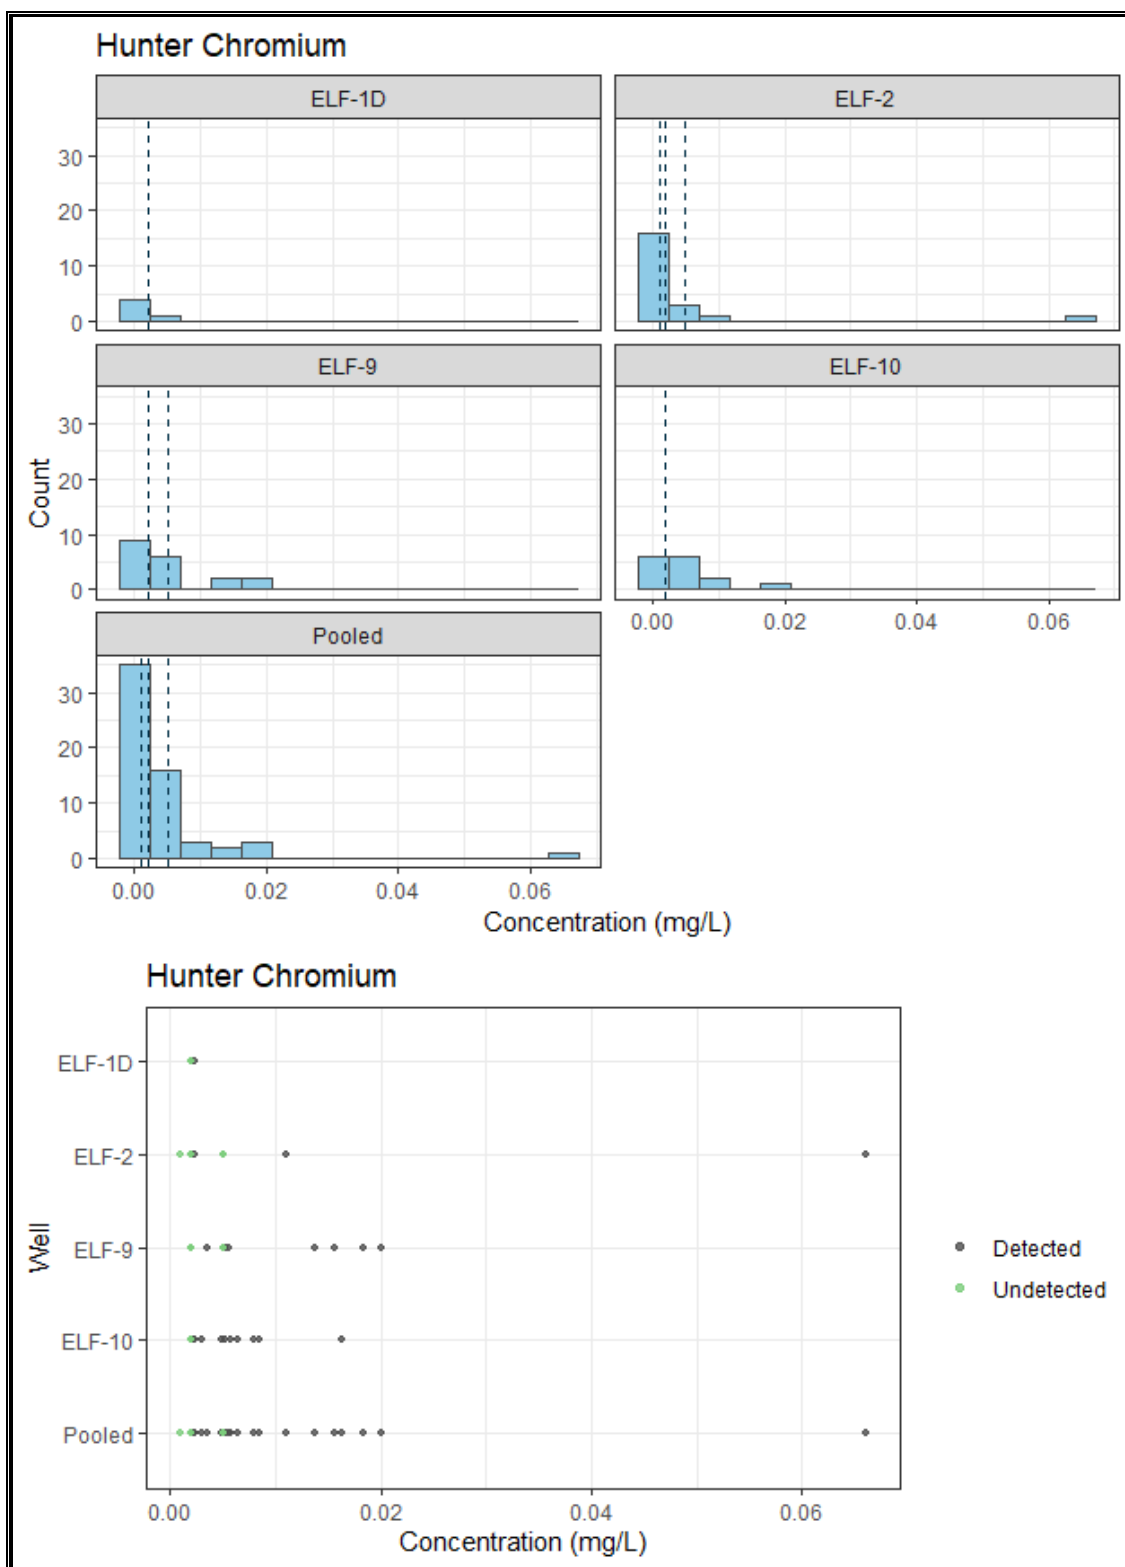 Hunter Chromium
ELF-1D
ELF-2
30
20
10
0
ELF-9
ELF-10
30
20
10
0
Count
0.00
0.02
0.04
0.06
Pooled
30
20
10
0
0.00
0.02
0.04
0.06
Concentration (mg/L)
Hunter Chromium
ELF-1D
ELF-2
ELF-9
ELF-10
Pooled
Well
Detected
Undetected
0.00
0.02
0.04
0.06
Concentration (mg/L)